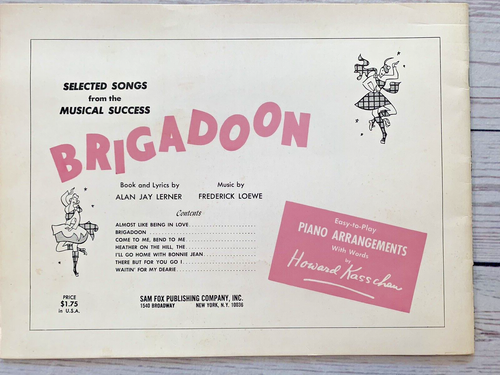 SELECTED SONGS
from the
MUSICAL SUCCESS
BRIGADOON
Book and Lyrics by
ALAN JAY LERNER
Music by
FREDERICK LOEWE
Contents
ALMOST LIKE BEING IN LOVE
BRIGADOON
COME TO ME, BEND TO ME
HEATHER ON THE HILL, THE
I'LL GO HOME WITH BONNIE JEAN
THERE BUT FOR YOU GO I
WAITIN' FOR MY DEARIE
Easy-to-Play
PIANO ARRANGEMENTS
With Words
by
Howard Kasschau
PRICE
$1.75
in U.S.A.
SAM FOX PUBLISHING COMPANY, INC.
1540 BROADWAY NEW YORK, N.Y. 10036